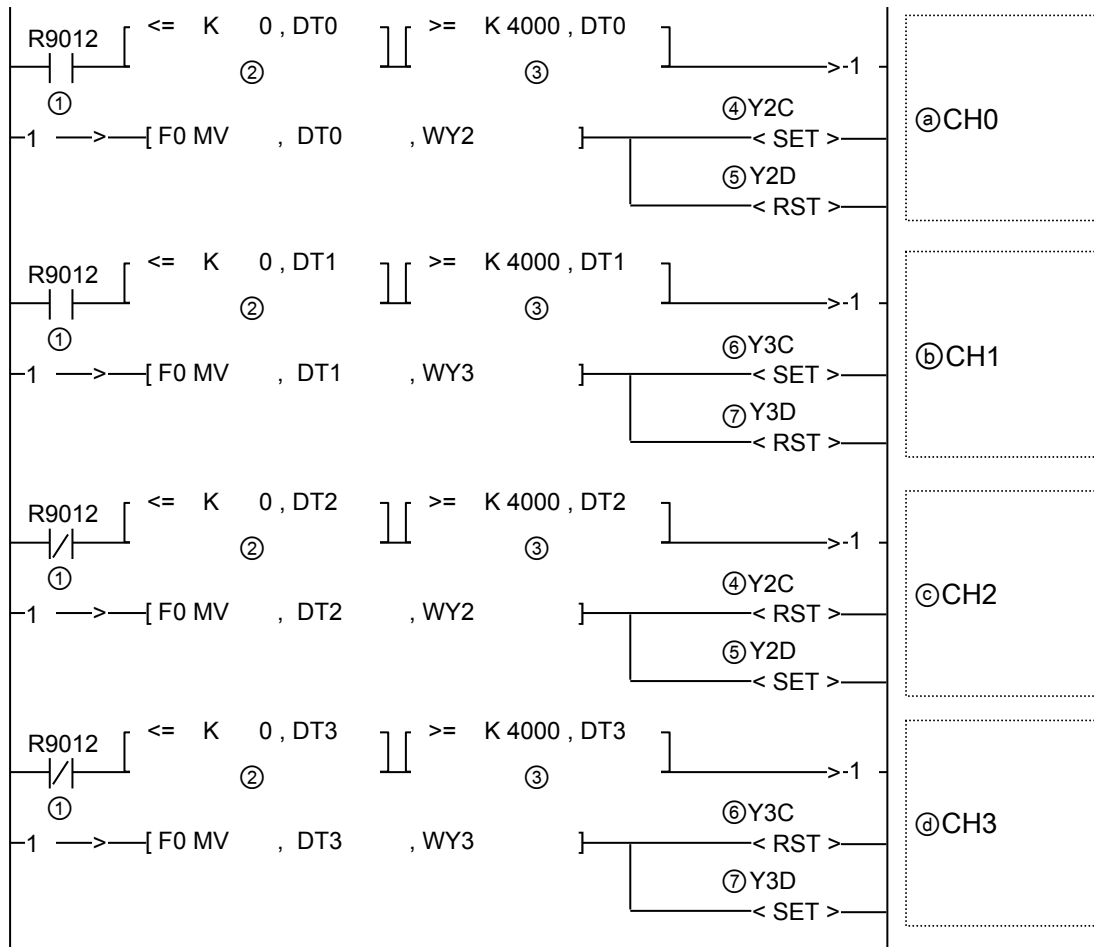 R9012 <= K 0 , DT0 >= K 4000 , DT0
① ② ③ >-1
1 > [ F0 MV , DT0 , WY2 ] ④Y2C < SET >
⑤Y2D < RST >
ⓐCH0
R9012 <= K 0 , DT1 >= K 4000 , DT1
① ② ③ >-1
1 > [ F0 MV , DT1 , WY3 ] ⑥Y3C < SET >
⑦Y3D < RST >
ⓑCH1
R9012 <= K 0 , DT2 >= K 4000 , DT2
① ② ③ >-1
1 > [ F0 MV , DT2 , WY2 ] ④Y2C < RST >
⑤Y2D < SET >
ⓒCH2
R9012 <= K 0 , DT3 >= K 4000 , DT3
① ② ③ >-1
1 > [ F0 MV , DT3 , WY3 ] ⑥Y3C < RST >
⑦Y3D < SET >
ⓓCH3